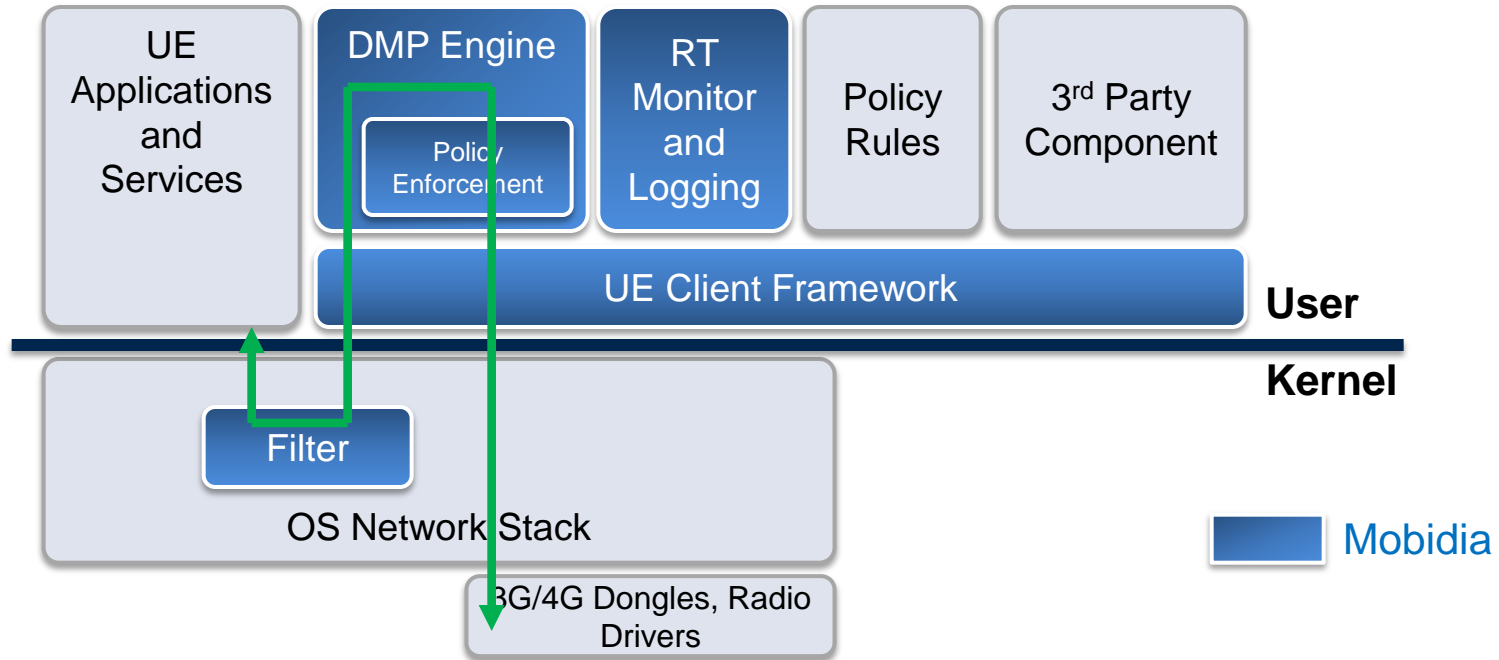 UE
Applications
and
Services
DMP Engine
Policy
Enforcement
RT
Monitor
and
Logging
Policy
Rules
3rd Party
Component
UE Client Framework
User
Kernel
Filter
OS Network Stack
3G/4G Dongles, Radio
Drivers
Mobidia